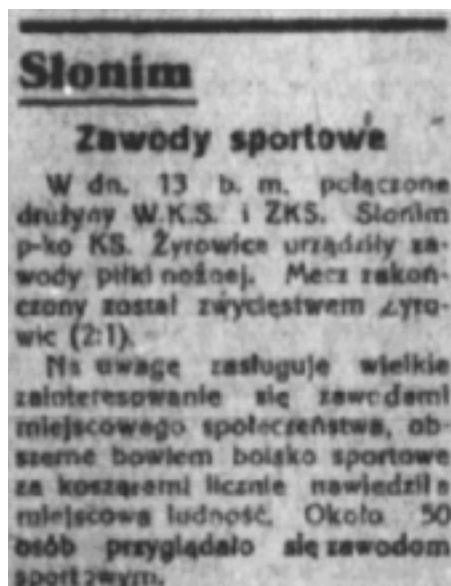 Słonim
Zawody sportowe
W dn. 13 b. m. połączone
drużyny W.K.S. i ZKS. Słonim
p-ko KS. Żyrowice urządziły za-
wody piłki nożnej. Mecz zakoń-
czony został zwycięstwem Żyro-
wic (2:1).
Na uwagę zasługuje wielkie
zainteresowanie się zawodami
miejscowego społeczeństwa, ob-
szerne bowiem boisko sportowe
za koszarami licznie nawiedziła
miejscowa ludność. Około 50
osób przyglądało się zawodom
sportowym.